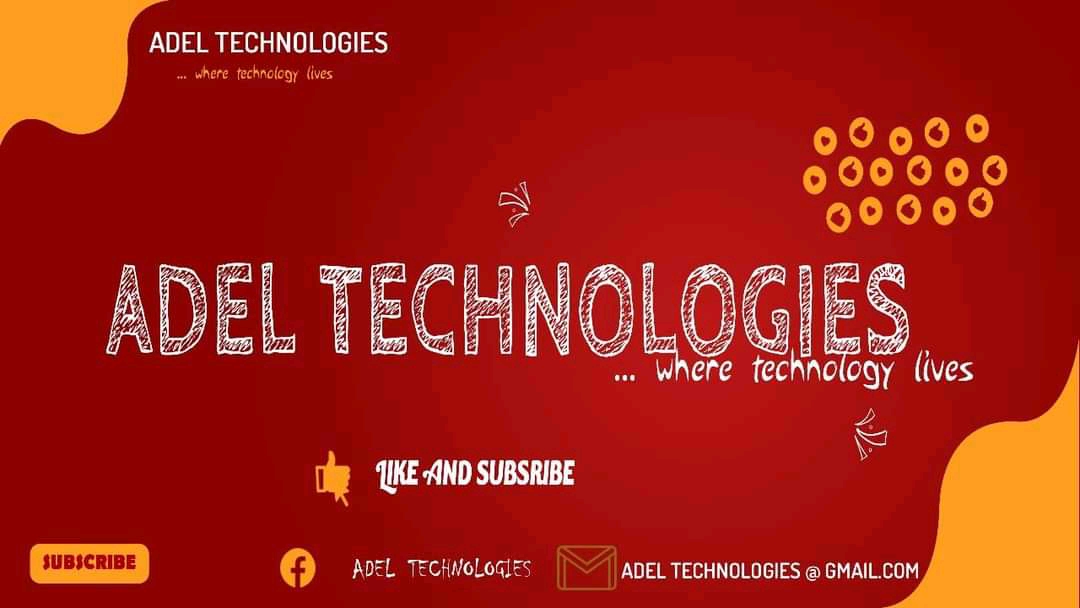 ADEL TECHNOLOGIES
... where technology lives
ADEL TECHNOLOGIES
... where technology lives
LIKE AND SUBSRIBE
SUBSCRIBE
ADEL TECHNOLOGIES
ADEL TECHNOLOGIES @ GMAIL.COM